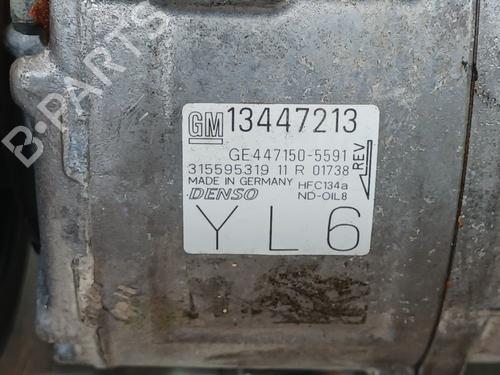 GM 13447213
GE447150-5591
315595319 11 R 01738
MADE IN GERMANY HFC134a
DENSO ND-OIL8
REV
YL6
B-PARTS